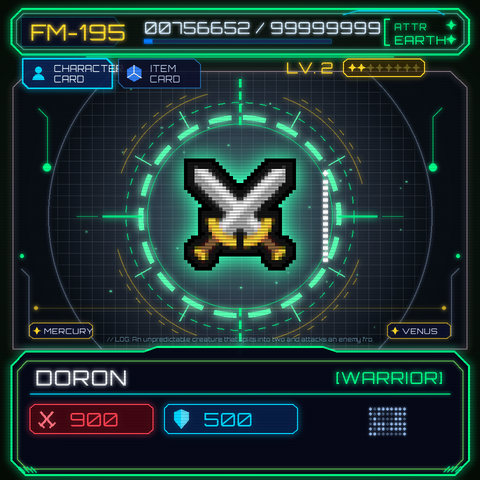 FM-195
00756652 / 99999999
ATTR
EARTH
CHARACTER
CARD
ITEM
CARD
LV.2
MERCURY
VENUS
// LOG: An unpredictable creature that splits into two and attacks an enemy fro
DORON
[WARRIOR]
900
500